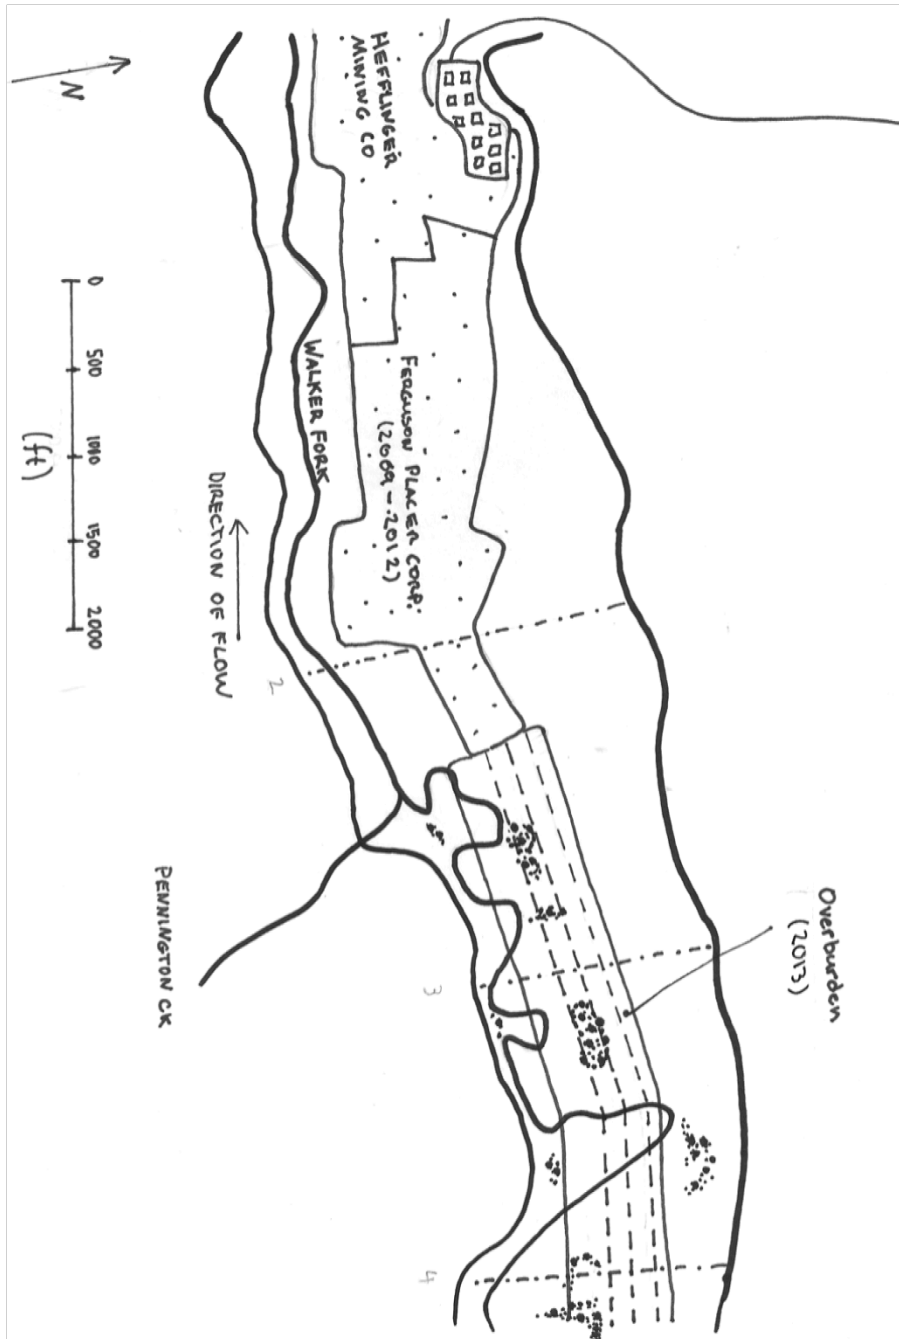 HEFFLINGER
MINING CO
N
0
500
1000
1500
2000
(ft)
WALKER FORK
FERGUSON PLACER CORP.
(2009-2012)
DIRECTION OF FLOW
2
PENNINGTON CK
3
Overburden
(2013)
4